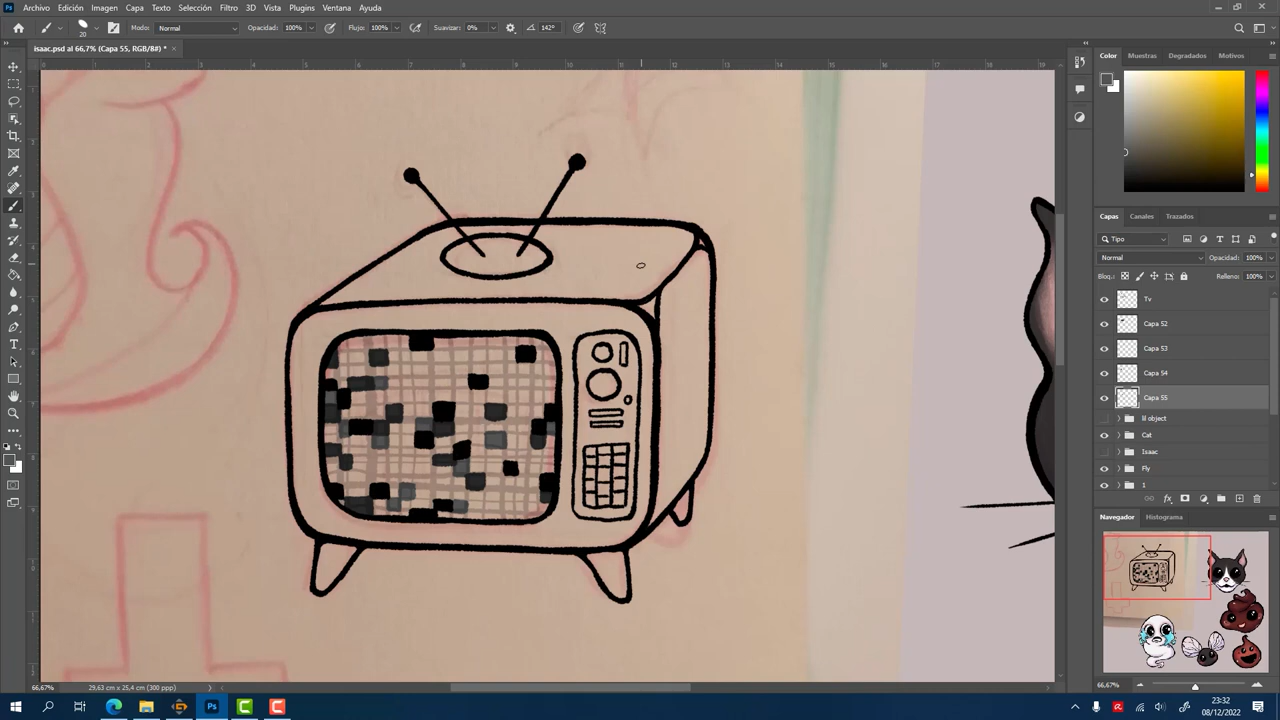 Archivo Edición Imagen Capa Texto Selección Filtro 3D Vista Plugins Ventana Ayuda
20 Modo: Normal Opacidad: 100% Flujo: 100% Suavizar: 0% 142°
isaac.psd al 66,7% (Capa 55, RGB/8#) *
Color Muestras Degradados Motivos
Capas Canales Trazados
Tipo
Normal Opacidad: 100%
Bloq.: Relleno: 100%
Tv
Capa 52
Capa 53
Capa 54
Capa 55
lil object
Cat
Isaac
Fly
1
Navegador Histograma
66,67%
66,67% 29,63 cm x 25,4 cm (300 ppp)
23:32
08/12/2022